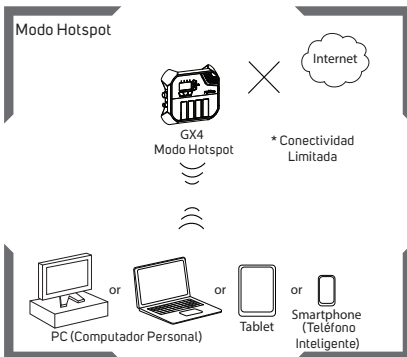 Modo Hotspot
Internet
GX4
Modo Hotspot
* Conectividad
Limitada
or
or
or
PC (Computador Personal)
Tablet
Smartphone
(Teléfono
Inteligente)